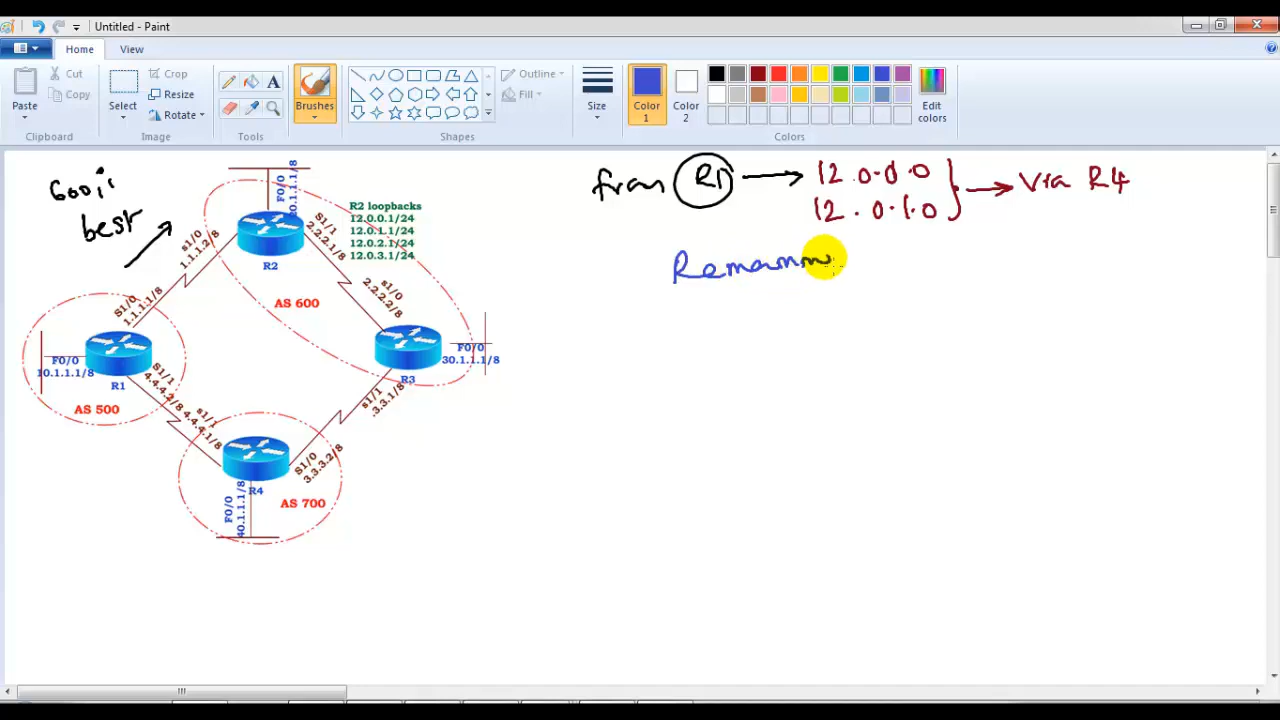 Untitled - Paint
Home View
Paste
Cut
Copy
Clipboard
Select
Crop
Resize
Rotate
Image
Tools
Brushes
Shapes
Outline
Fill
Size
Color 1
Color 2
Edit colors
Colors
600 i
best
F0/0
20.1.1.1/8
R2
R2 loopbacks
12.0.0.1/24
12.0.1.1/24
12.0.2.1/24
12.0.3.1/24
s1/0
1.1.1.2/8
S1/1
2.2.2.1/8
AS 600
s1/0
2.2.2.2/8
S1/0
1.1.1.1/8
F0/0
10.1.1.1/8
R1
AS 500
S1/1
4.4.4.2/8
F0/0
30.1.1.1/8
R3
s1/1
.3.3.1/8
s1/1
4.4.4.1/8
S1/0
3.3.3.2/8
R4
AS 700
F0/0
40.1.1.1/8
from R1 → 12.0.0.0
12.0.1.0
→ via R4